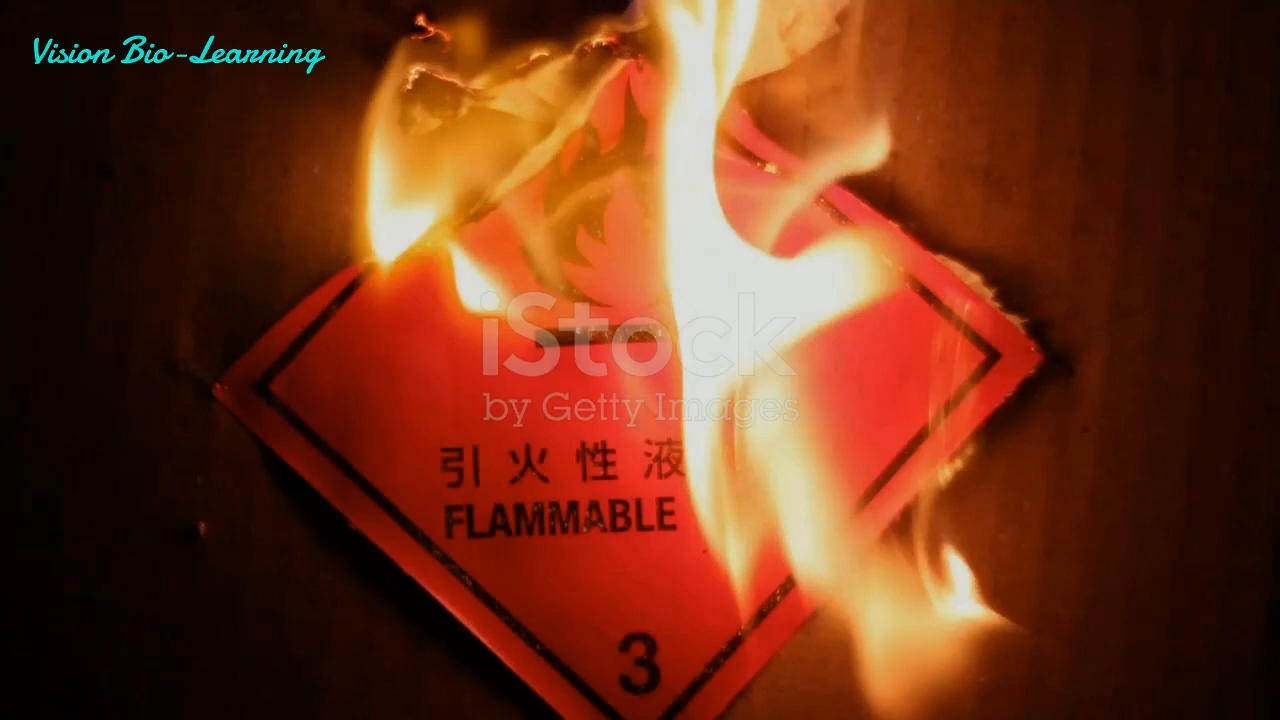 Vision Bio-Learning
iStock
by Getty Images
引火性液
FLAMMABLE
3